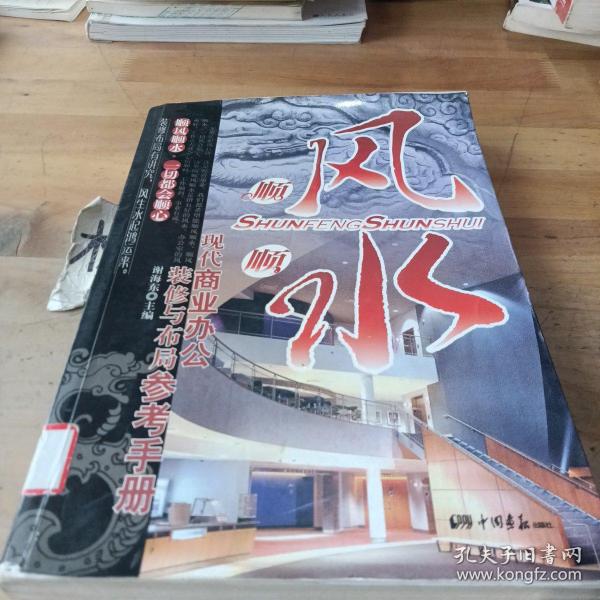 顺风
SHUNFENGSHUNSHUI
顺水
现代商业办公
装修与布局参考手册
谢海东 主编
顺风顺水 · 一切都会顺心
装修布局有讲究，风生水起鸿运来。
中国画报出版社
孔夫子旧书网
www.kongfz.com